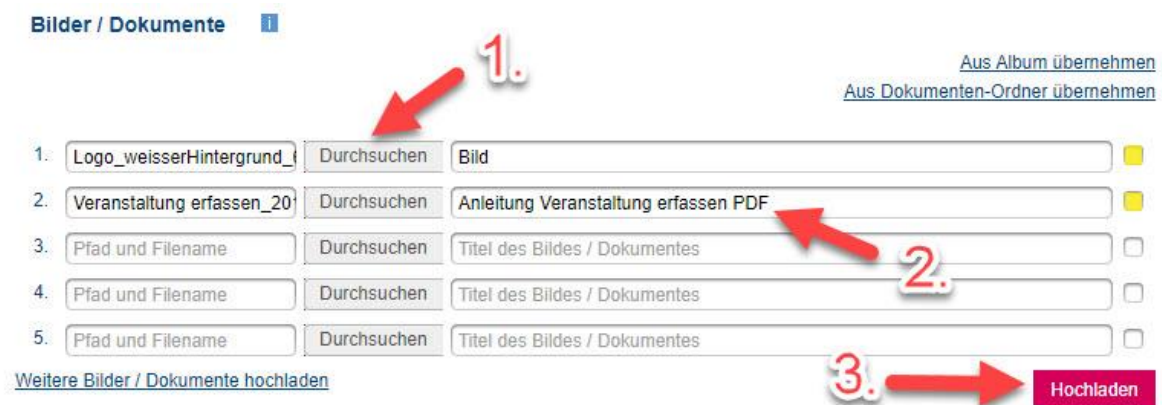 Bilder / Dokumente i
1.
Aus Album übernehmen
Aus Dokumenten-Ordner übernehmen
1. Logo_weisserHintergrund_ Durchsuchen Bild
2. Veranstaltung erfassen_201 Durchsuchen Anleitung Veranstaltung erfassen PDF
3. Pfad und Filename Durchsuchen Titel des Bildes / Dokumentes
2.
4. Pfad und Filename Durchsuchen Titel des Bildes / Dokumentes
5. Pfad und Filename Durchsuchen Titel des Bildes / Dokumentes
Weitere Bilder / Dokumente hochladen
3. Hochladen